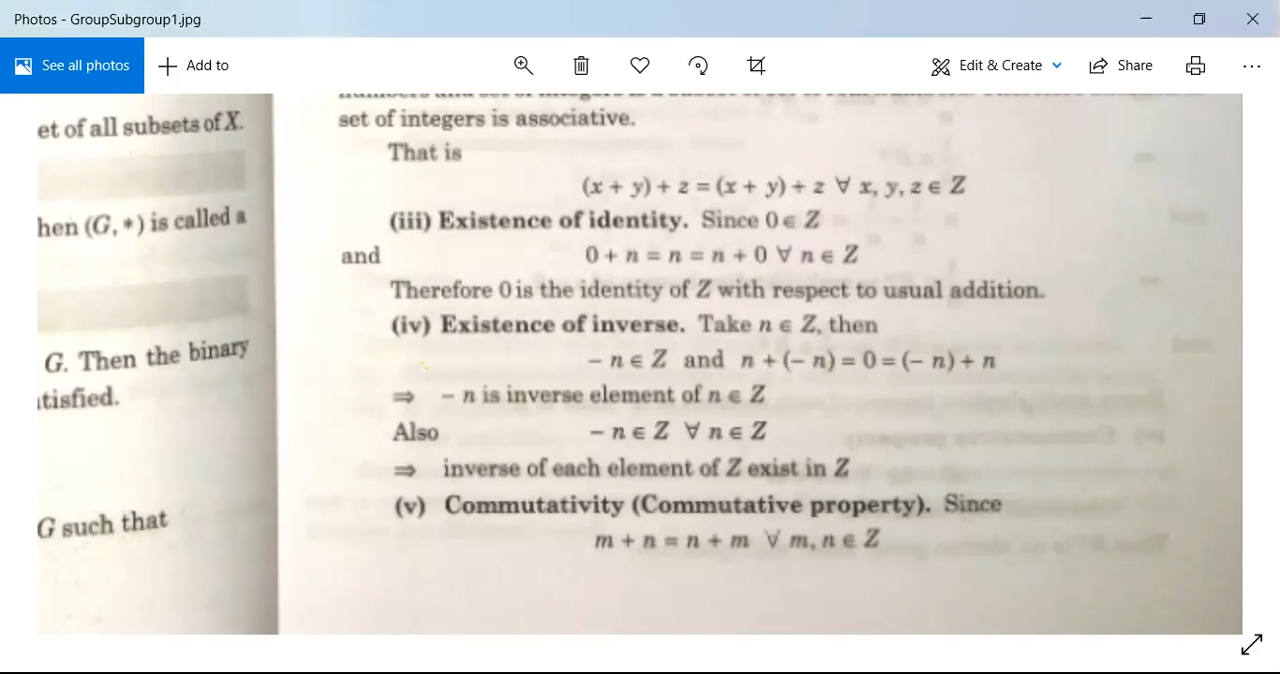 Photos - GroupSubgroup1.jpg
See all photos
Add to
Edit & Create
Share
et of all subsets of X.
hen (G, *) is called a
G. Then the binary
tisfied.
G such that
set of integers is associative.
That is
(x + y) + z = (x + y) + z ∀ x, y, z ∈ Z
(iii) Existence of identity. Since 0 ∈ Z
and 0 + n = n = n + 0 ∀ n ∈ Z
Therefore 0 is the identity of Z with respect to usual addition.
(iv) Existence of inverse. Take n ∈ Z, then
– n ∈ Z and n + (– n) = 0 = (– n) + n
⇒ – n is inverse element of n ∈ Z
Also – n ∈ Z ∀ n ∈ Z
⇒ inverse of each element of Z exist in Z
(v) Commutativity (Commutative property). Since
m + n = n + m ∀ m, n ∈ Z